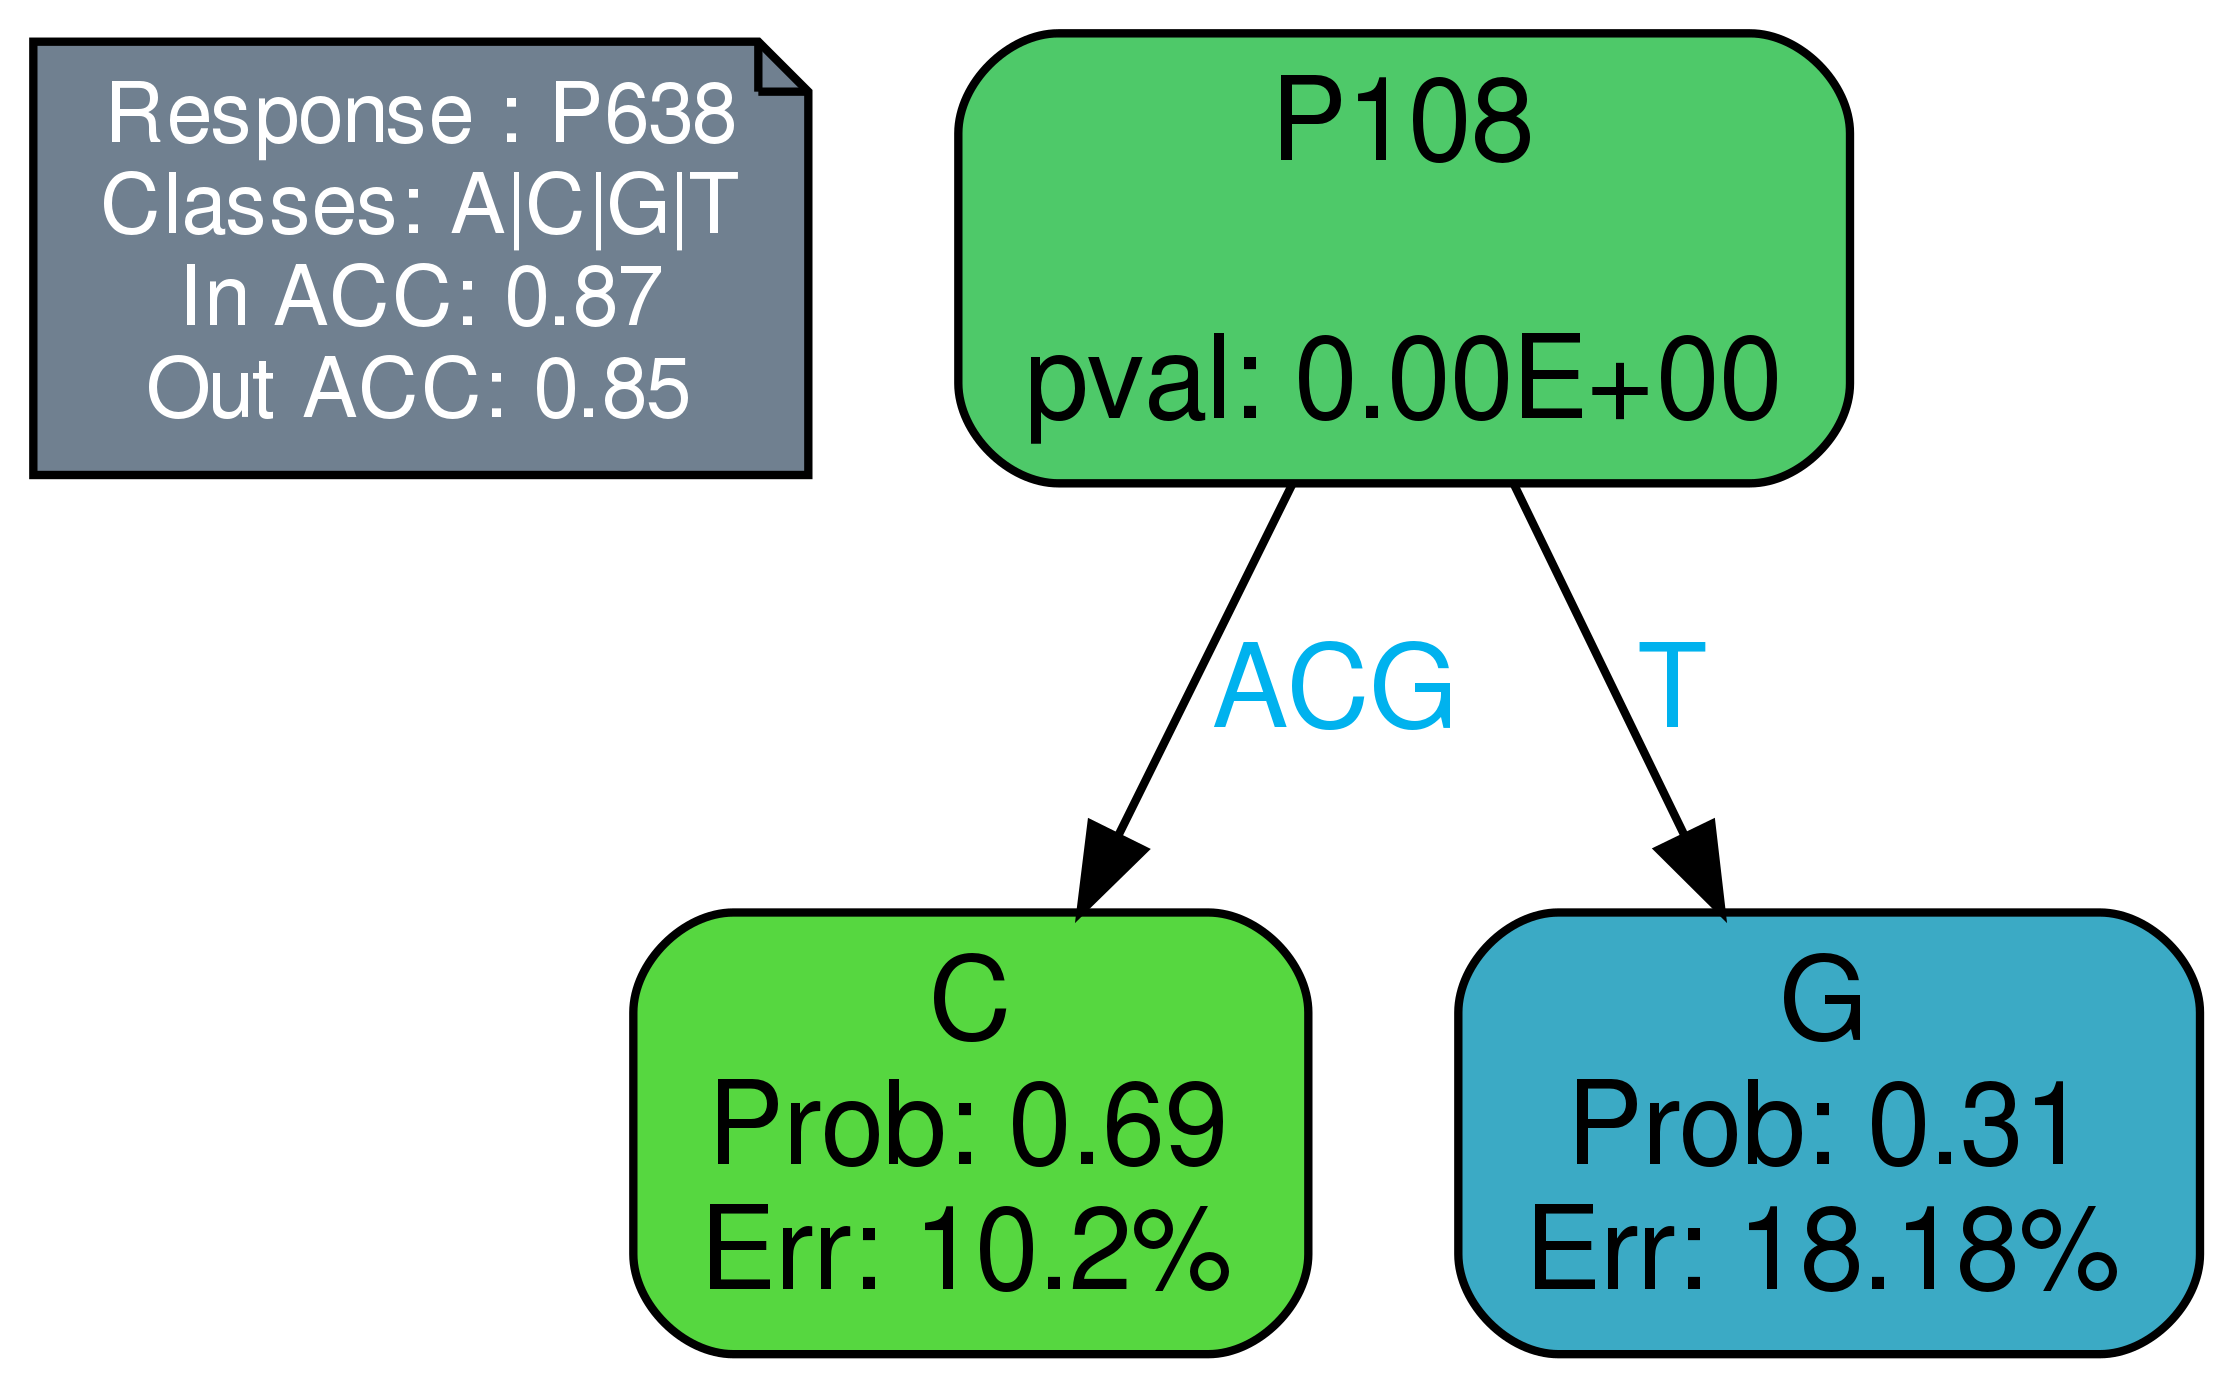 Response : P638
Classes: A|C|G|T
In ACC: 0.87
Out ACC: 0.85
P108
pval: 0.00E+00
ACG
T
C
Prob: 0.69
Err: 10.2%
G
Prob: 0.31
Err: 18.18%